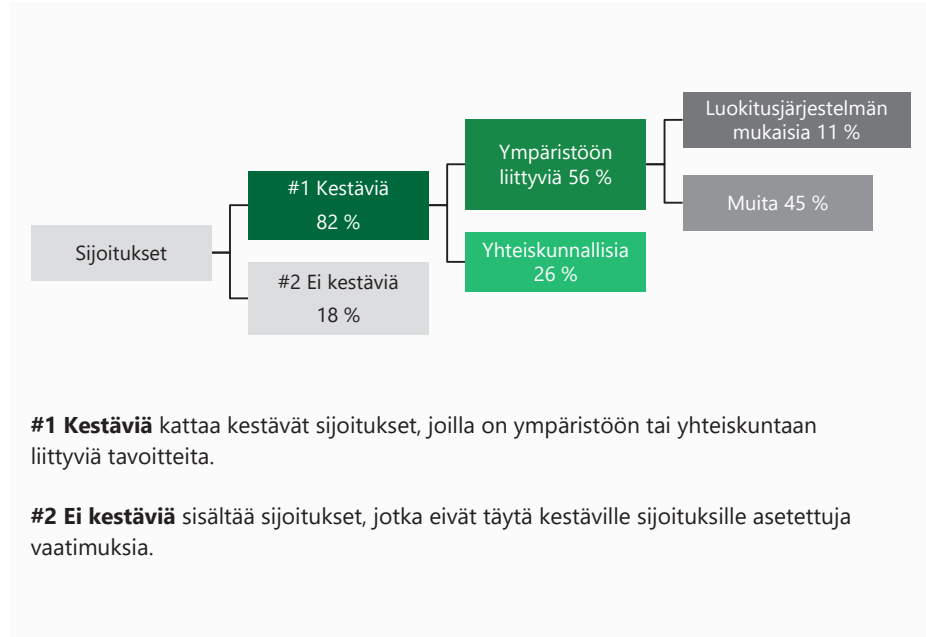 Sijoitukset
#1 Kestäviä
82 %
#2 Ei kestäviä
18 %
Ympäristöön
liittyviä 56 %
Yhteiskunnallisia
26 %
Luokitusjärjestelmän
mukaisia 11 %
Muita 45 %
#1 Kestäviä kattaa kestävät sijoitukset, joilla on ympäristöön tai yhteiskuntaan
liittyviä tavoitteita.
#2 Ei kestäviä sisältää sijoitukset, jotka eivät täytä kestäville sijoituksille asetettuja
vaatimuksia.